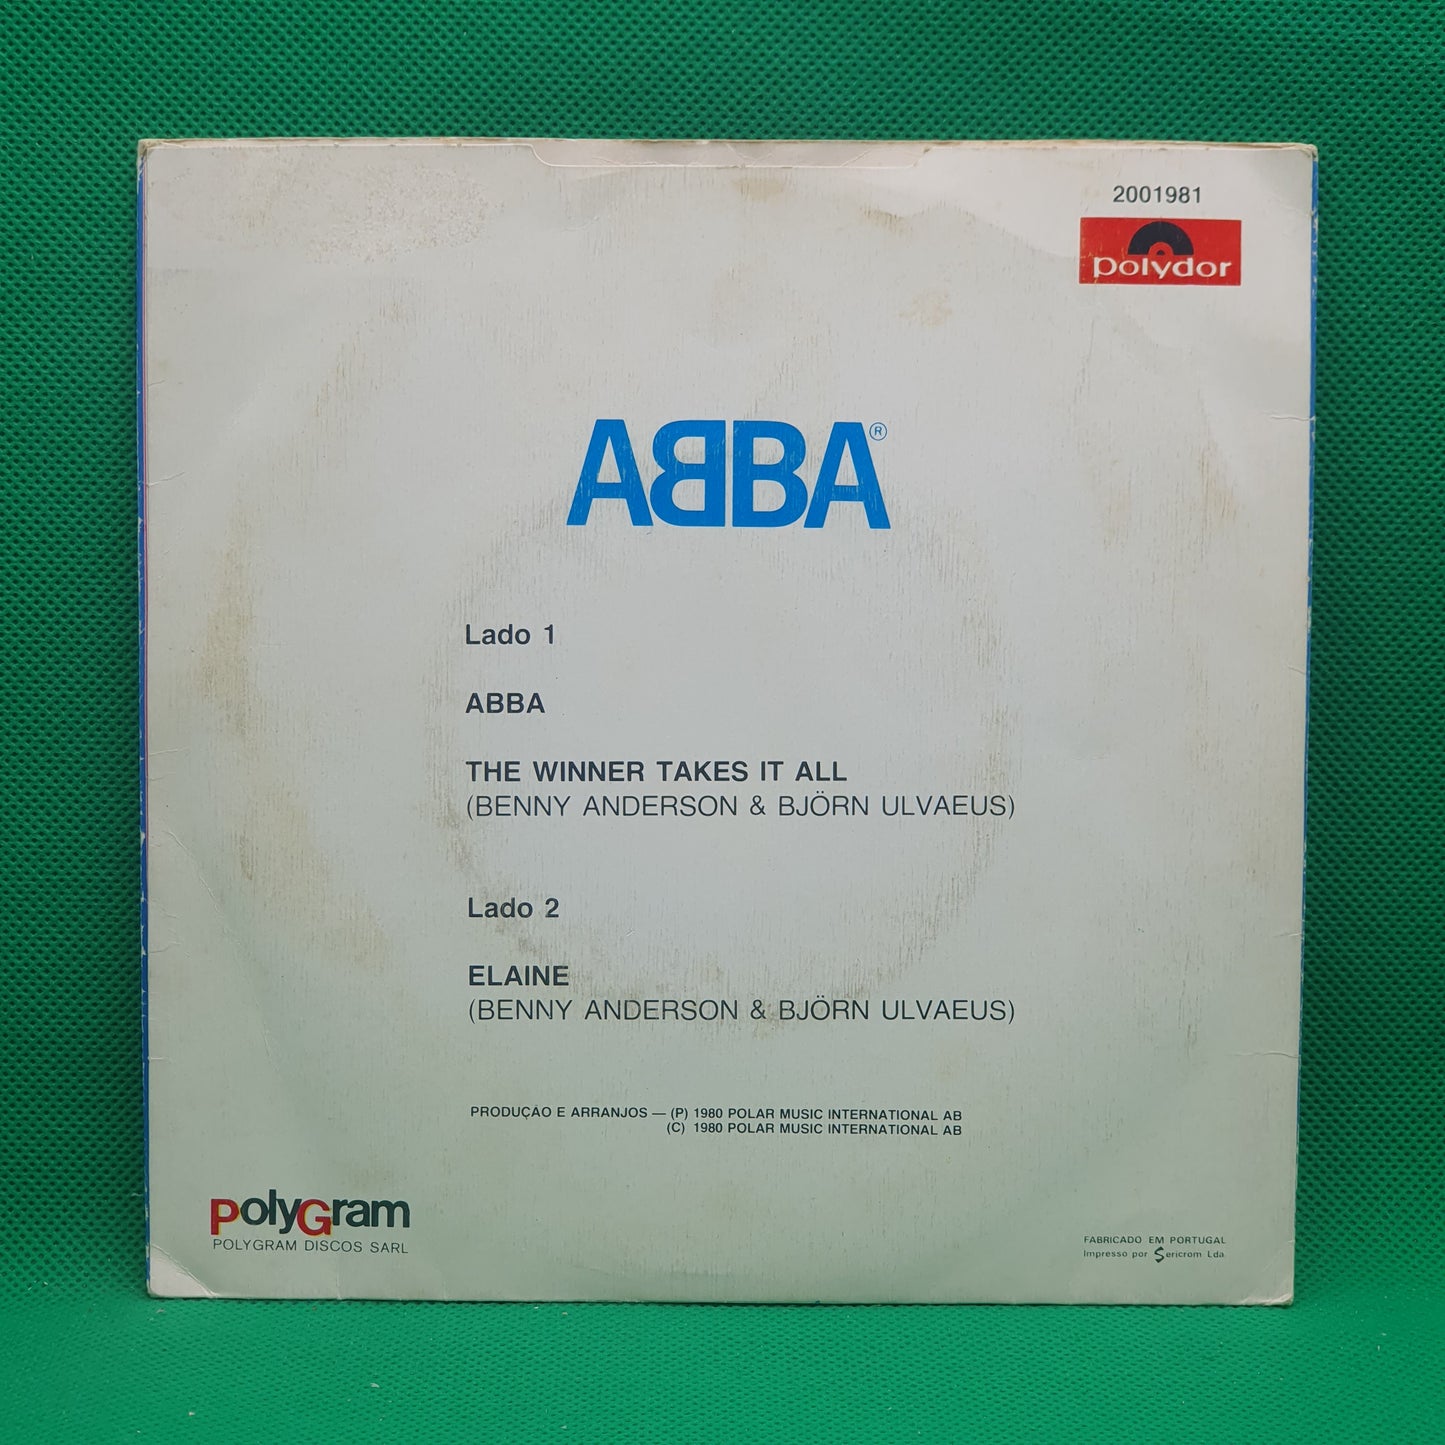 2001981
polydor
ABBA®
Lado 1
ABBA
THE WINNER TAKES IT ALL
(BENNY ANDERSON & BJÖRN ULVAEUS)
Lado 2
ELAINE
(BENNY ANDERSON & BJÖRN ULVAEUS)
PRODUÇÃO E ARRANJOS — (P) 1980 POLAR MUSIC INTERNATIONAL AB
(C) 1980 POLAR MUSIC INTERNATIONAL AB
PolyGram
POLYGRAM DISCOS SARL
FABRICADO EM PORTUGAL
Impresso por Sericrom Lda.